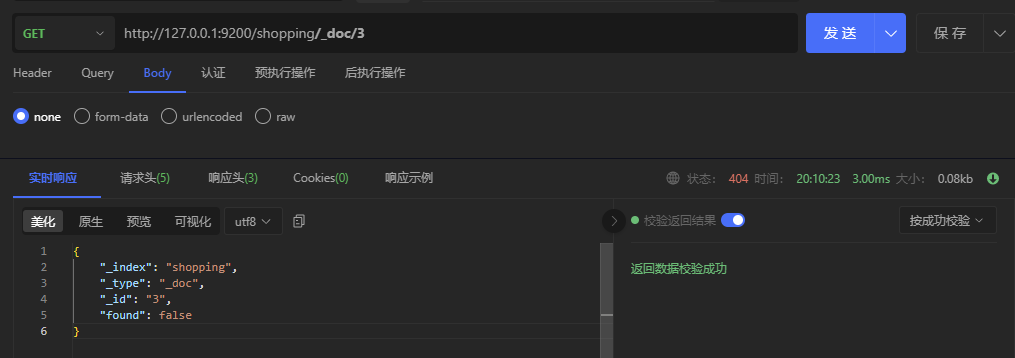 GET http://127.0.0.1:9200/shopping/_doc/3 发 送 保 存
Header Query Body 认证 预执行操作 后执行操作
none form-data urlencoded raw
实时响应 请求头(5) 响应头(3) Cookies(0) 响应示例 状态: 404 时间: 20:10:23 3.00ms 大小: 0.08kb
美化 原生 预览 可视化 utf8 校验返回结果 按成功校验
1 {
2 "_index": "shopping",
3 "_type": "_doc",
4 "_id": "3",
5 "found": false
6 }
返回数据校验成功